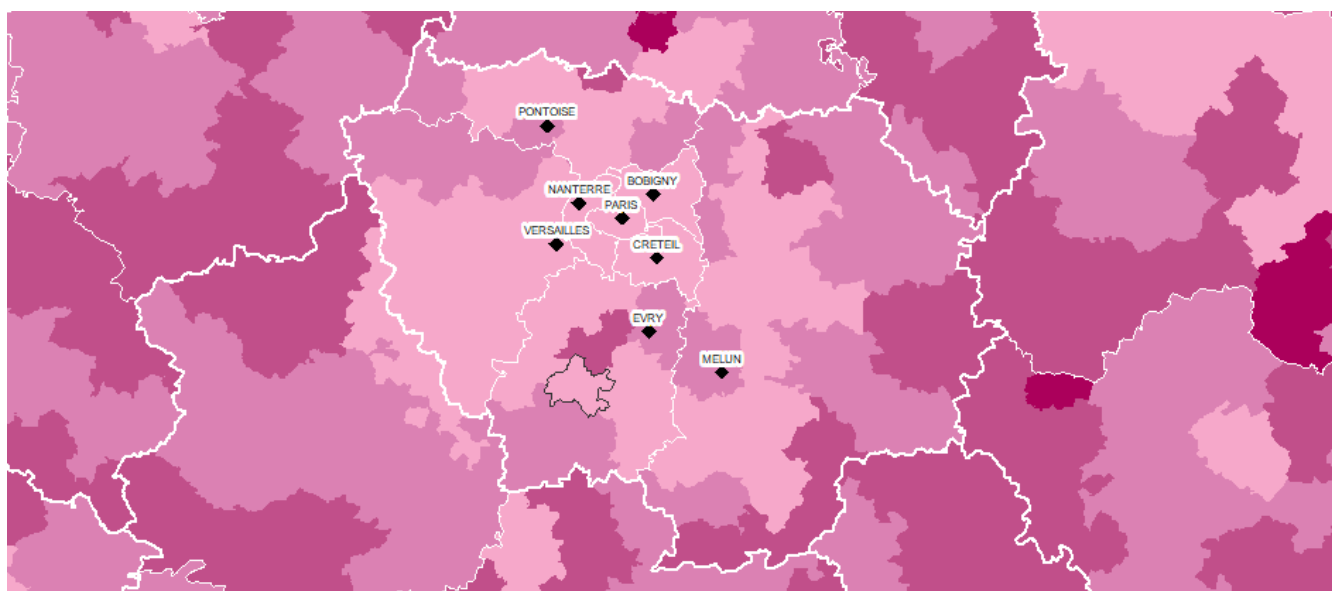 PONTOISE
BOBIGNY
NANTERRE
PARIS
VERSAILLES
CRETEIL
EVRY
MELUN